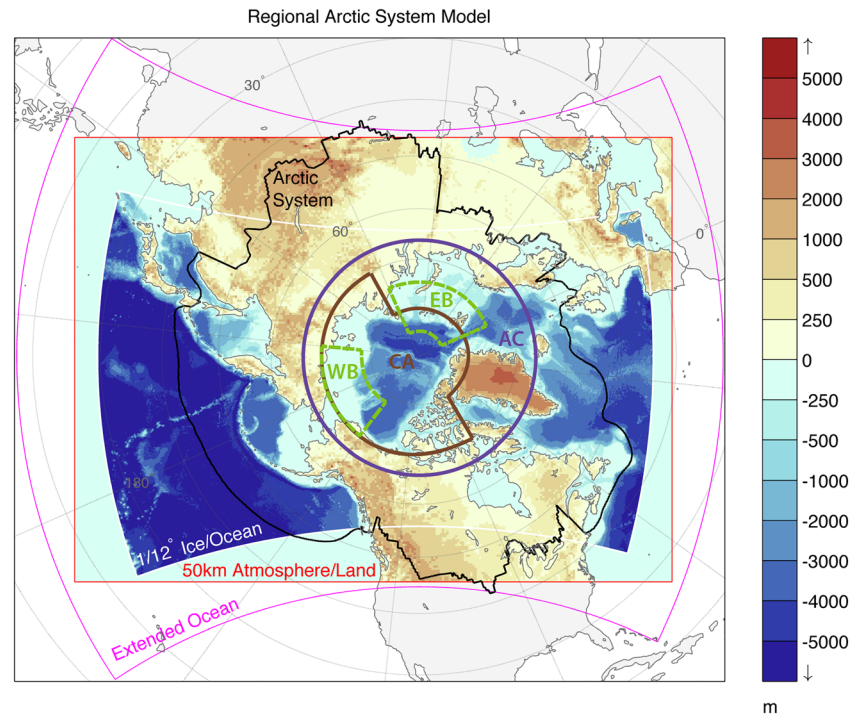 Regional Arctic System Model
30°
Arctic
System
60°
0°
EB
AC
CA
WB
180
1/12° Ice/Ocean
50km Atmosphere/Land
Extended Ocean
↑
5000
4000
3000
2000
1000
500
250
0
-250
-500
-1000
-2000
-3000
-4000
-5000
↓
m